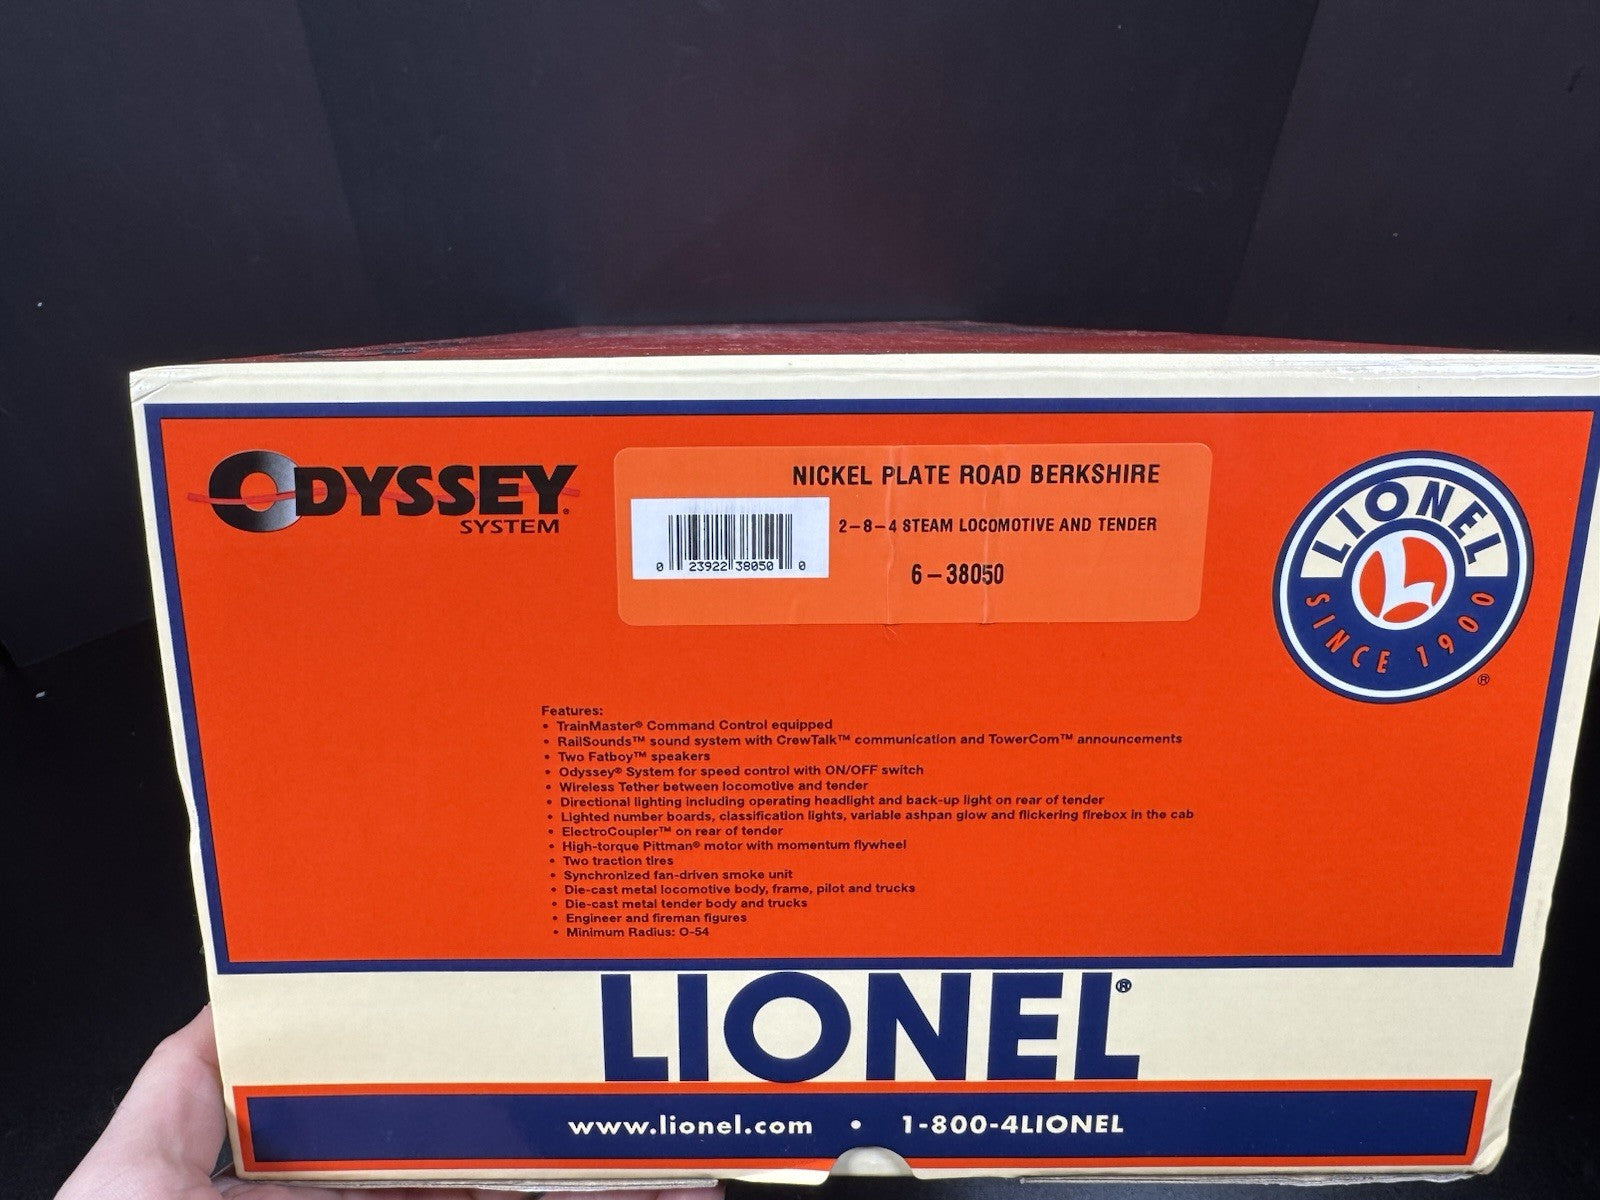 ODYSSEY®
SYSTEM
NICKEL PLATE ROAD BERKSHIRE
2-8-4 STEAM LOCOMOTIVE AND TENDER
6-38050
0 23922 38050 0
LIONEL
SINCE 1900
®
Features:
• TrainMaster® Command Control equipped
• RailSounds™ sound system with CrewTalk™ communication and TowerCom™ announcements
• Two Fatboy™ speakers
• Odyssey® System for speed control with ON/OFF switch
• Wireless Tether between locomotive and tender
• Directional lighting including operating headlight and back-up light on rear of tender
• Lighted number boards, classification lights, variable ashpan glow and flickering firebox in the cab
• ElectroCoupler™ on rear of tender
• High-torque Pittman® motor with momentum flywheel
• Two traction tires
• Synchronized fan-driven smoke unit
• Die-cast metal locomotive body, frame, pilot and trucks
• Die-cast metal tender body and trucks
• Engineer and fireman figures
• Minimum Radius: O-54
LIONEL®
www.lionel.com • 1-800-4LIONEL